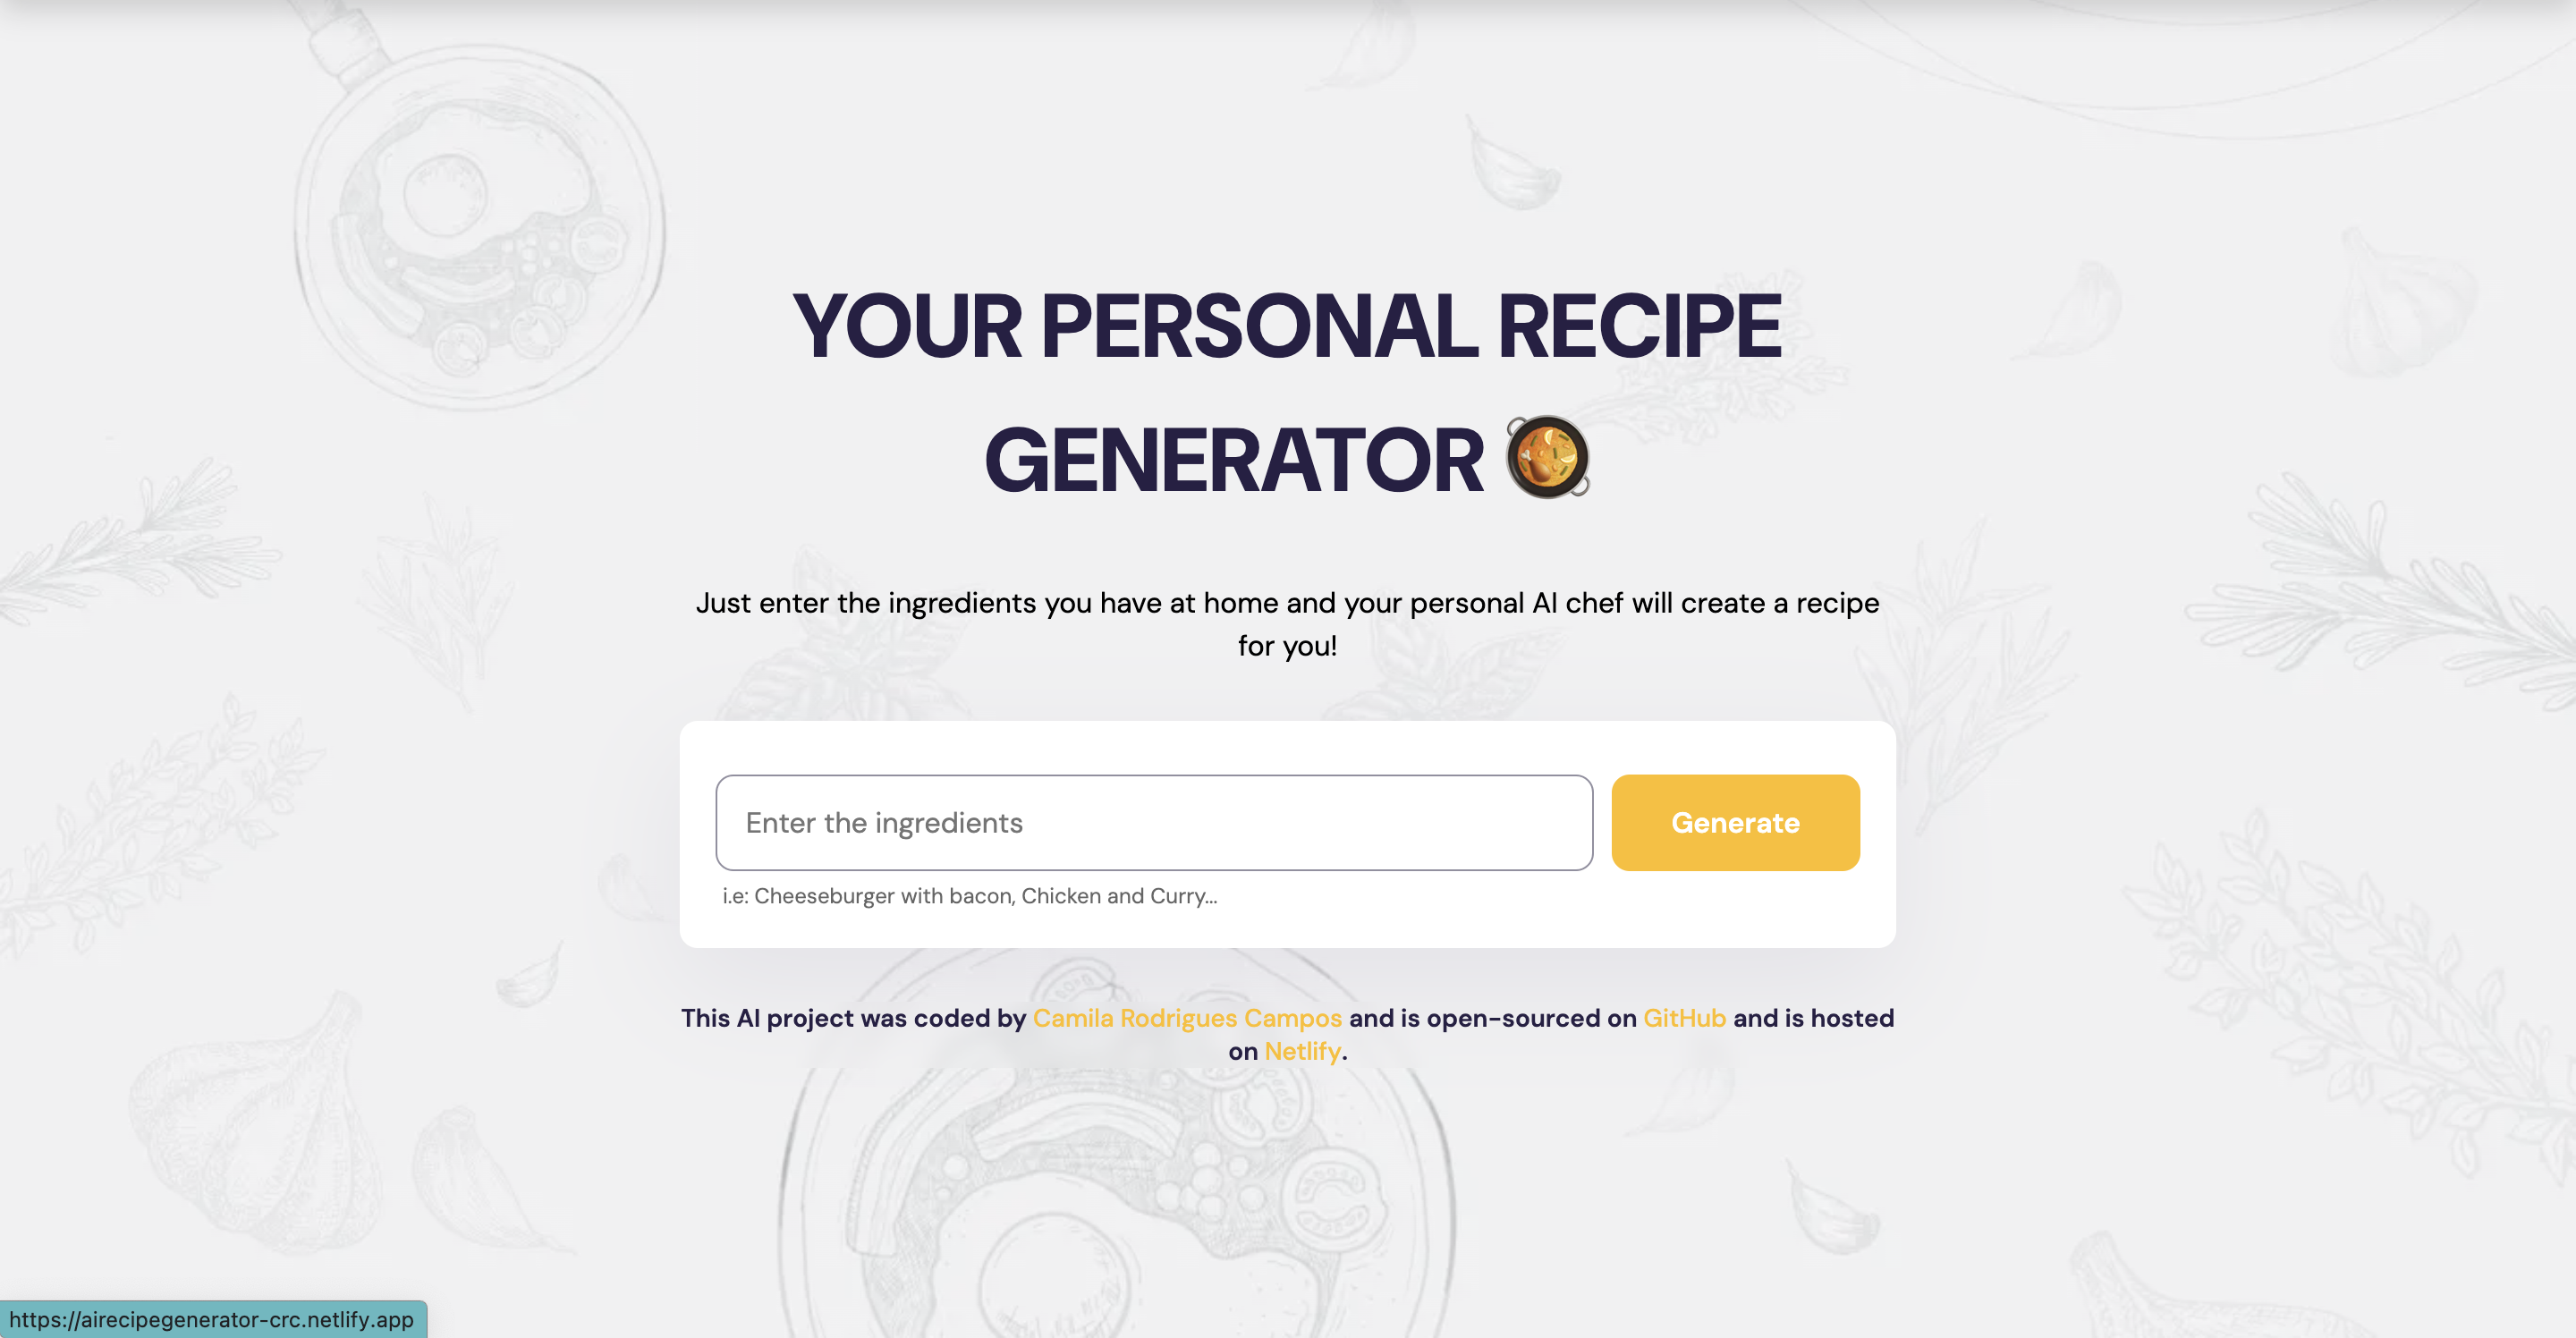 YOUR PERSONAL RECIPE
GENERATOR 🥘
Just enter the ingredients you have at home and your personal AI chef will create a recipe
for you!
Enter the ingredients
Generate
i.e: Cheeseburger with bacon, Chicken and Curry...
This AI project was coded by Camila Rodrigues Campos and is open-sourced on GitHub and is hosted
on Netlify.
https://airecipegenerator-crc.netlify.app